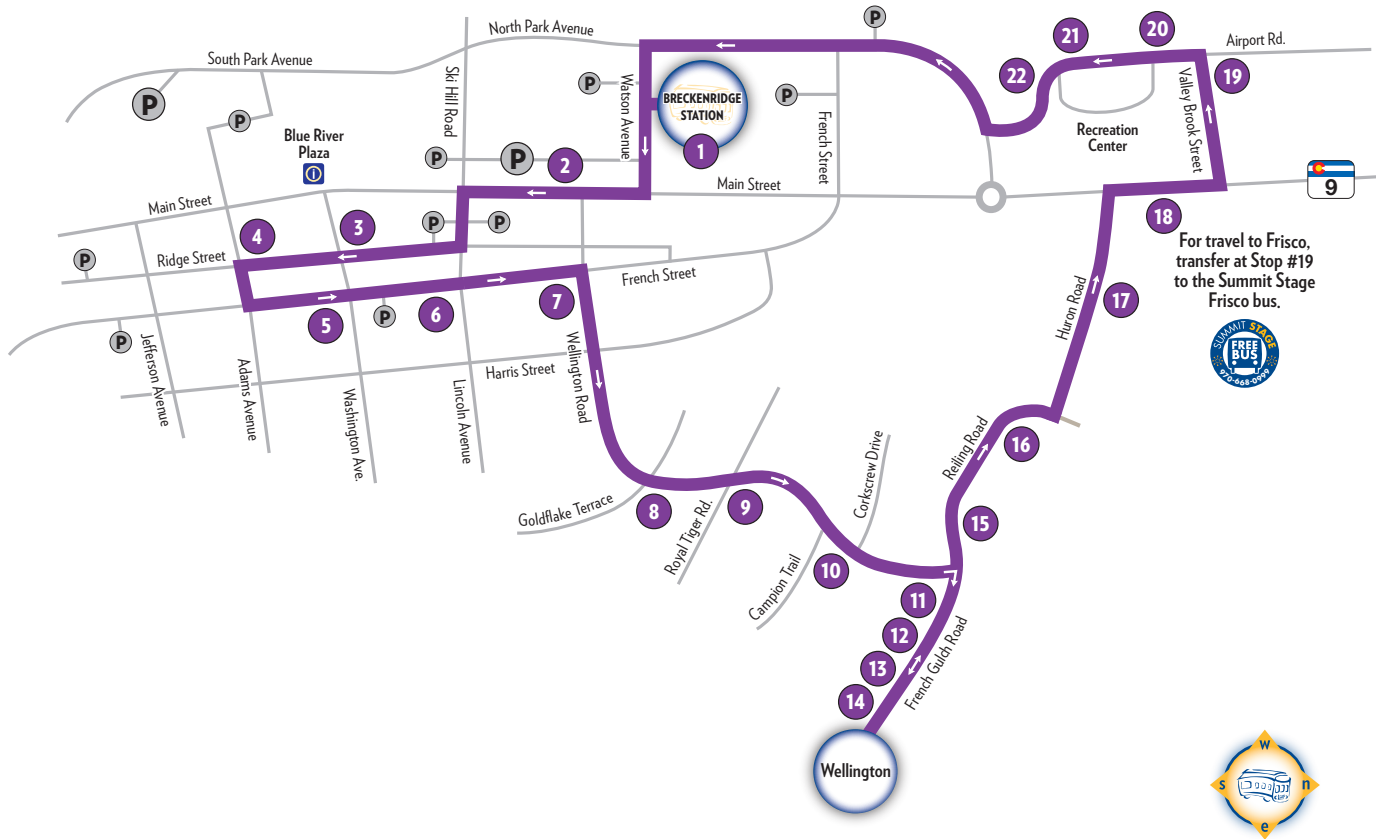 North Park Avenue
South Park Avenue
Airport Rd.
P
P
P
P
P
P
P
P
P
P
P
P
P
Ski Hill Road
Watson Avenue
BRECKENRIDGE
STATION
1
2
French Street
21
20
22
19
Valley Brook Street
Recreation
Center
Blue River
Plaza
i
Main Street
Main Street
9
18
For travel to Frisco,
transfer at Stop #19
to the Summit Stage
Frisco bus.
SUMMIT STAGE
FREE
BUS
970-668-0999
4
3
Ridge Street
French Street
5
6
7
17
Huron Road
Jefferson Avenue
Adams Avenue
Washington Ave.
Lincoln Avenue
Harris Street
Wellington Road
Goldflake Terrace
8
Royal Tiger Rd.
9
Corkscrew Drive
Campion Trail
10
Reiling Road
16
15
11
12
13
14
French Gulch Road
Wellington
w
s
n
e